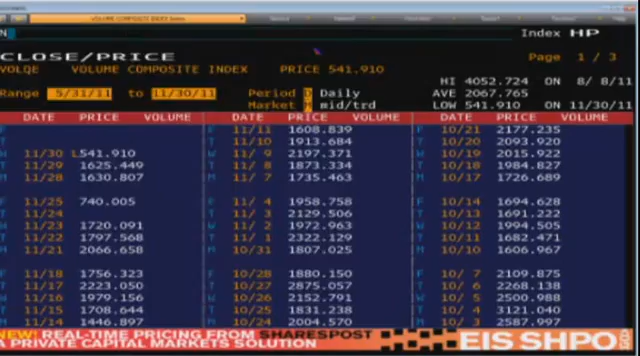 VOLUME COMPOSITE INDEX
N
Index HP
CLOSE/PRICE
Page 1 / 3
VOLQE VOLUME COMPOSITE INDEX PRICE 541.910
HI 4052.724 ON 8/ 8/11
Range 5/31/11 to 11/30/11 Period D Daily
AVE 2067.765
Market M mid/trd
LOW 541.910 ON 11/30/11
DATE PRICE VOLUME DATE PRICE VOLUME DATE PRICE VOLUME
F F 11/11 1608.839 F 10/21 2177.235
T T 11/10 1913.684 T 10/20 2093.920
W 11/30 L541.910 W 11/ 9 2197.371 W 10/19 2015.922
T 11/29 1625.449 T 11/ 8 1873.334 T 10/18 1984.827
M 11/28 1630.807 M 11/ 7 1735.463 M 10/17 1726.689
F 11/25 740.005 F 11/ 4 1958.758 F 10/14 1694.628
T 11/24 T 11/ 3 2129.506 T 10/13 1691.222
W 11/23 1720.091 W 11/ 2 1972.963 W 10/12 1994.505
T 11/22 1797.568 T 11/ 1 2322.129 T 10/11 1682.471
M 11/21 2066.658 M 10/31 1807.025 M 10/10 1606.967
F 11/18 1756.323 F 10/28 1880.150 F 10/ 7 2109.875
T 11/17 2223.050 T 10/27 2875.057 T 10/ 6 2268.138
W 11/16 1979.156 W 10/26 2152.791 W 10/ 5 2500.988
T 11/15 1708.644 T 10/25 1831.238 T 10/ 4 3121.040
M 11/14 1446.897 M 10/24 2004.570 M 10/ 3 2587.997
NEW! REAL-TIME PRICING FROM SHARESPOST
A PRIVATE CAPITAL MARKETS SOLUTION
EIS SHPO